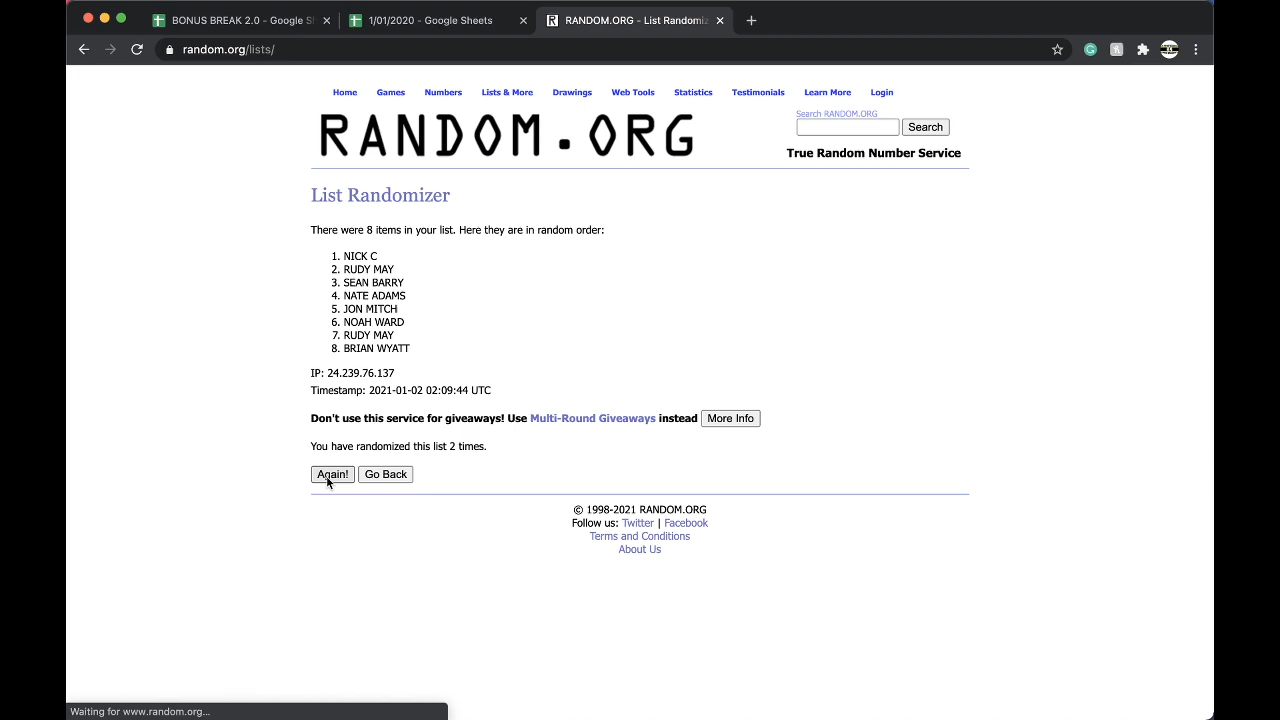 BONUS BREAK 2.0 - Google Sh
1/01/2020 - Google Sheets
RANDOM.ORG - List Randomiz
random.org/lists/
Home Games Numbers Lists & More Drawings Web Tools Statistics Testimonials Learn More Login
RANDOM.ORG
Search RANDOM.ORG
Search
True Random Number Service
List Randomizer
There were 8 items in your list. Here they are in random order:
1. NICK C
2. RUDY MAY
3. SEAN BARRY
4. NATE ADAMS
5. JON MITCH
6. NOAH WARD
7. RUDY MAY
8. BRIAN WYATT
IP: 24.239.76.137
Timestamp: 2021-01-02 02:09:44 UTC
Don't use this service for giveaways! Use Multi-Round Giveaways instead More Info
You have randomized this list 2 times.
Again! Go Back
© 1998-2021 RANDOM.ORG
Follow us: Twitter | Facebook
Terms and Conditions
About Us
Waiting for www.random.org...